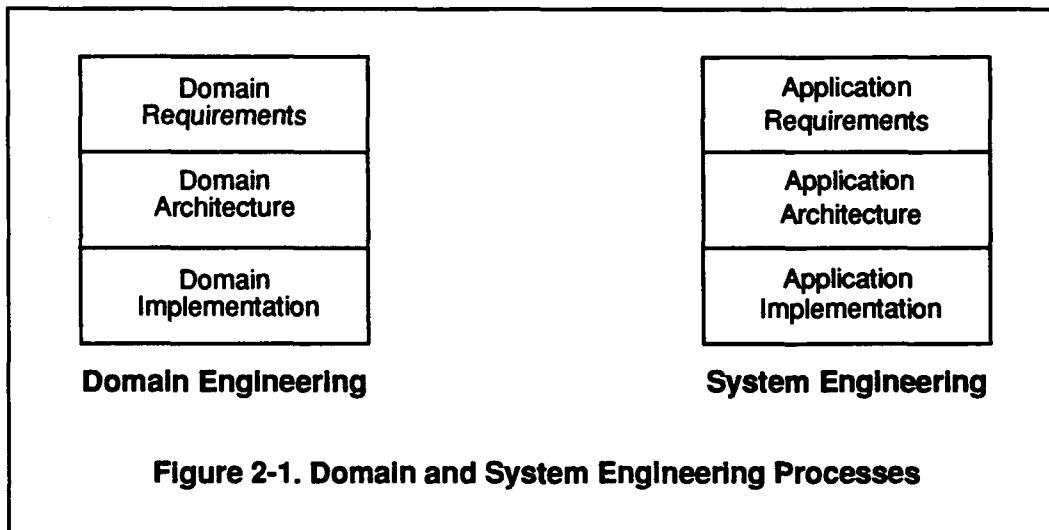 Domain
Requirements
Domain
Architecture
Domain
Implementation
Domain Engineering
Application
Requirements
Application
Architecture
Application
Implementation
System Engineering
Figure 2-1. Domain and System Engineering Processes